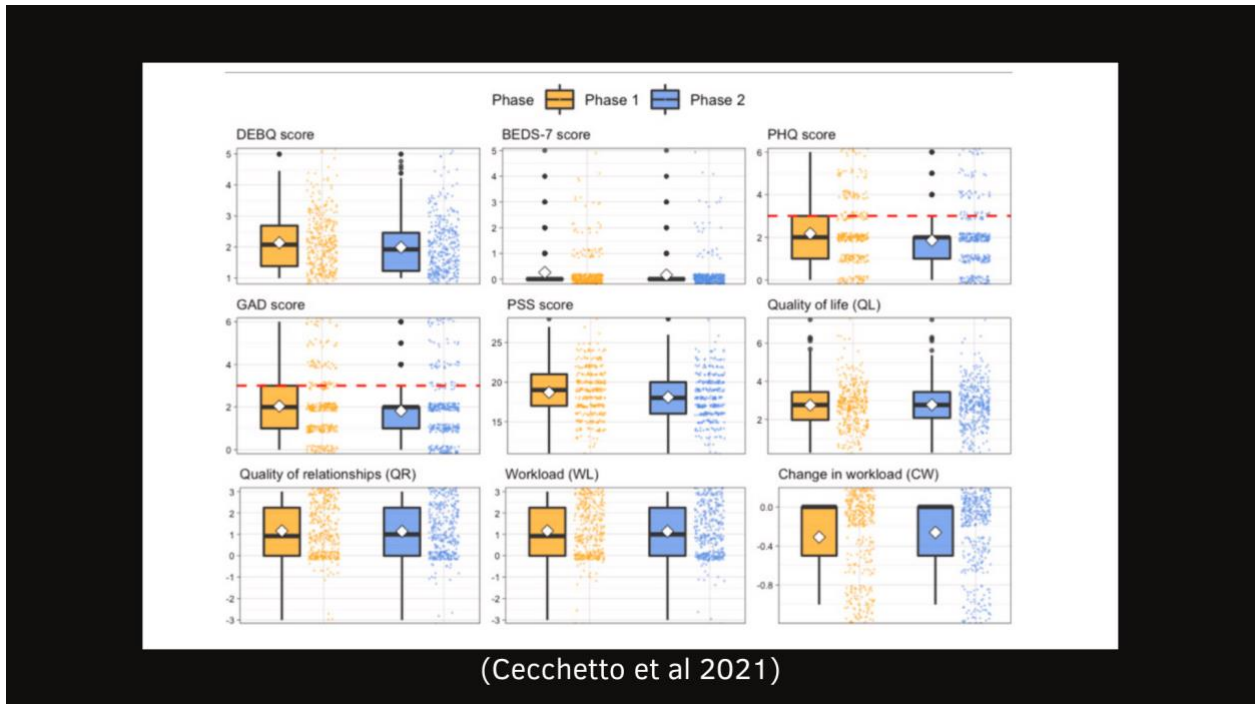 Phase Phase 1 Phase 2
DEBQ score BEDS-7 score PHQ score
5 5 6
4 4
3 3 4
2 2 2
1 1
0 0
GAD score PSS score Quality of life (QL)
6 25 6
4 20 4
2 15 2
0
Quality of relationships (QR) Workload (WL) Change in workload (CW)
3 3 0.0
2 2
1 1 -0.4
0 0
-1 -1 -0.8
-2 -2
-3 -3
(Cecchetto et al 2021)